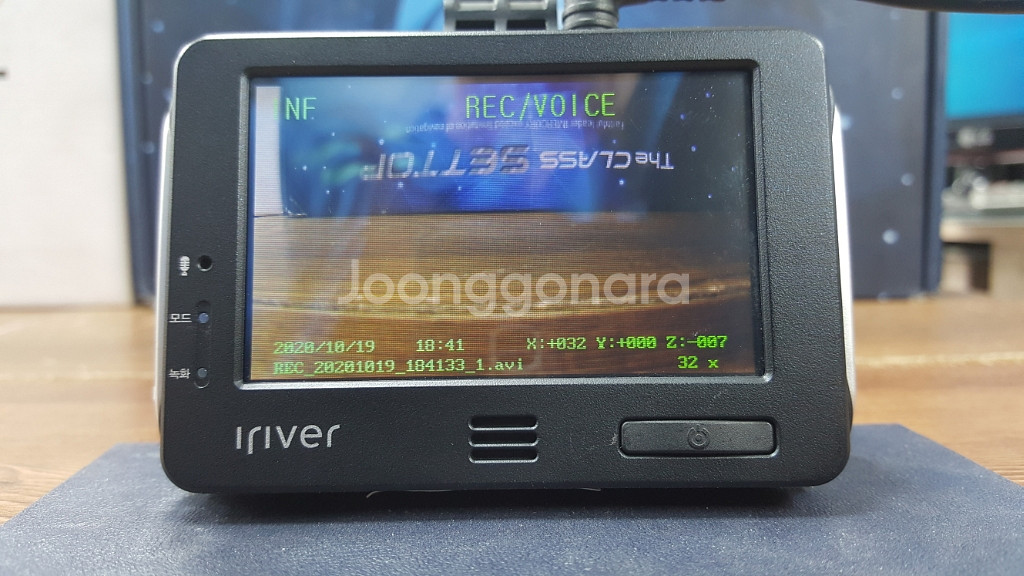 NF
REC/VOICE
The CLASS SETTOP
Joonggonara
모드
2020/10/19 18:41 X:+032 Y:+000 Z:-007
녹화
REC_20201019_184133_1.avi 32 x
iriver